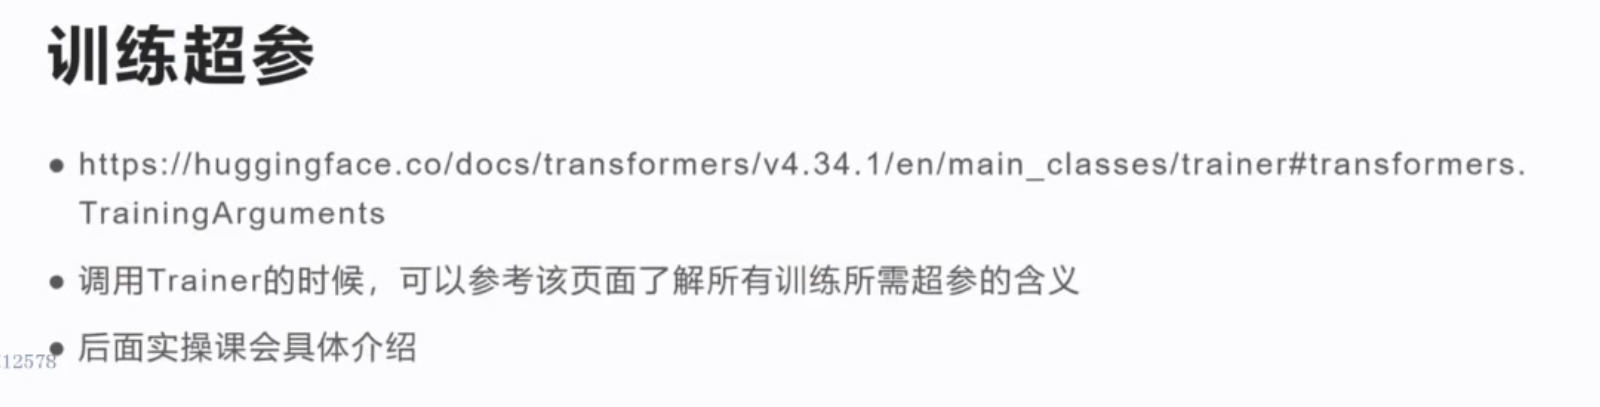 训练超参
● https://huggingface.co/docs/transformers/v4.34.1/en/main_classes/trainer#transformers.
TrainingArguments
● 调用Trainer的时候，可以参考该页面了解所有训练所需超参的含义
● 后面实操课会具体介绍
12578